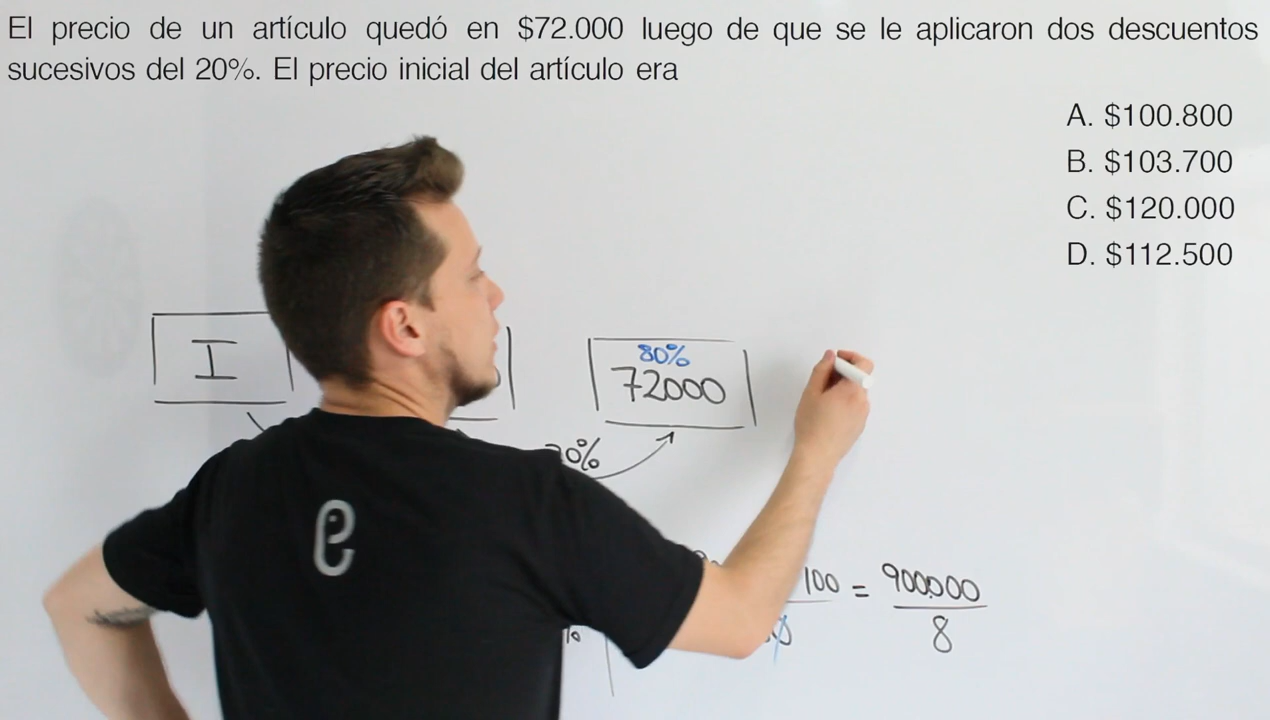 El precio de un artículo quedó en $72.000 luego de que se le aplicaron dos descuentos
sucesivos del 20%. El precio inicial del artículo era
A. $100.800
B. $103.700
C. $120.000
D. $112.500
I
80%
72000
100 = 900000
8